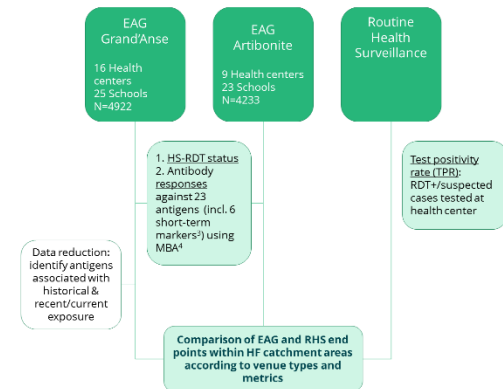 EAG
Grand'Anse
16 Health
centers
25 Schools
N=4922
EAG
Artibonite
9 Health centers
23 Schools
N=4233
Routine
Health
Surveillance
1. HS-RDT status
2. Antibody
responses
against 23
antigens (incl. 6
short-term
markers³) using
MBA⁴
Test positivity
rate (TPR):
RDT+/suspected
cases tested at
health center
Data reduction:
identify antigens
associated with
historical &
recent/current
exposure
Comparison of EAG and RHS end
points within HF catchment areas
according to venue types and
metrics